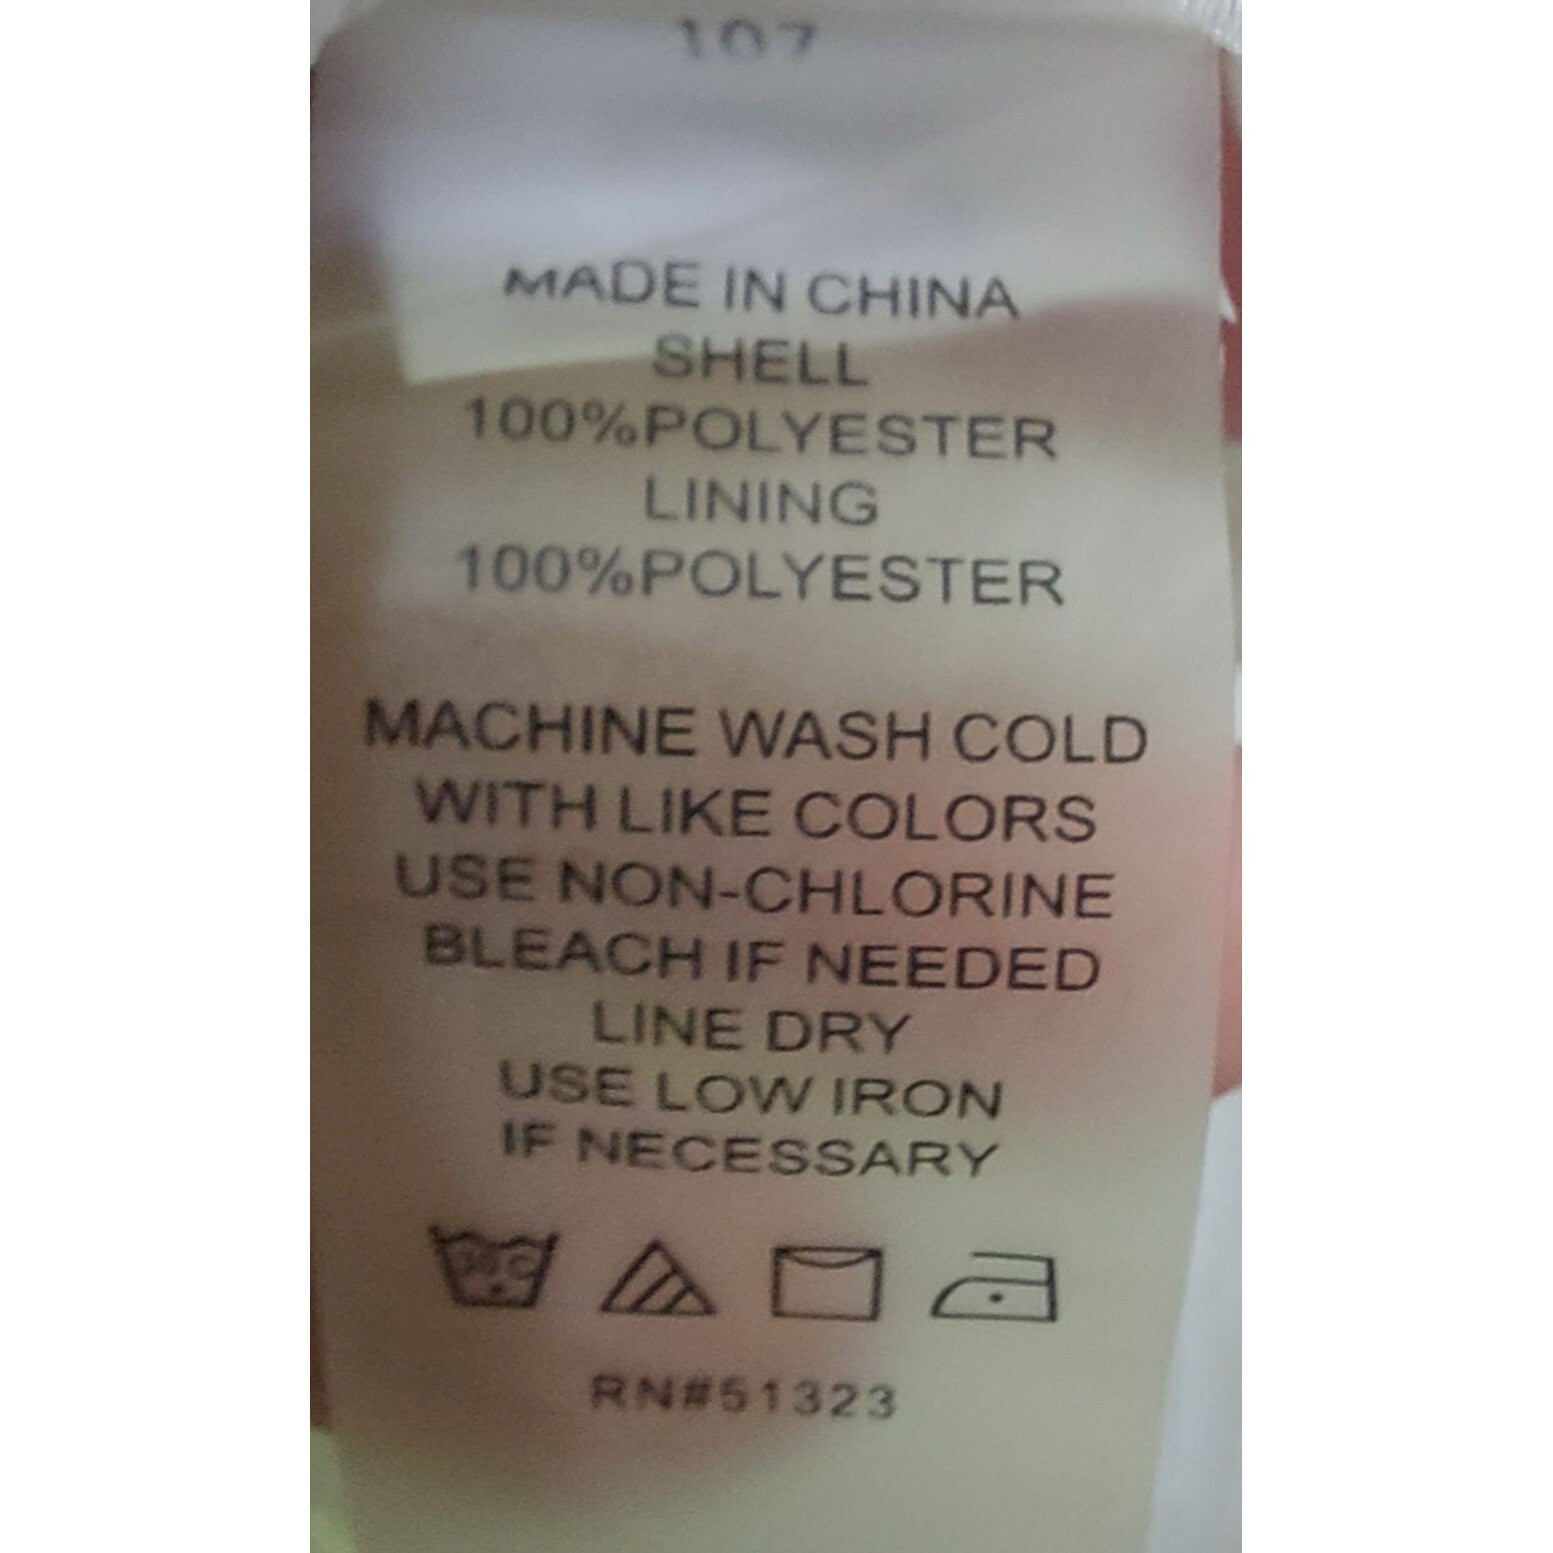 107
MADE IN CHINA
SHELL
100%POLYESTER
LINING
100%POLYESTER
MACHINE WASH COLD
WITH LIKE COLORS
USE NON-CHLORINE
BLEACH IF NEEDED
LINE DRY
USE LOW IRON
IF NECESSARY
RN#51323